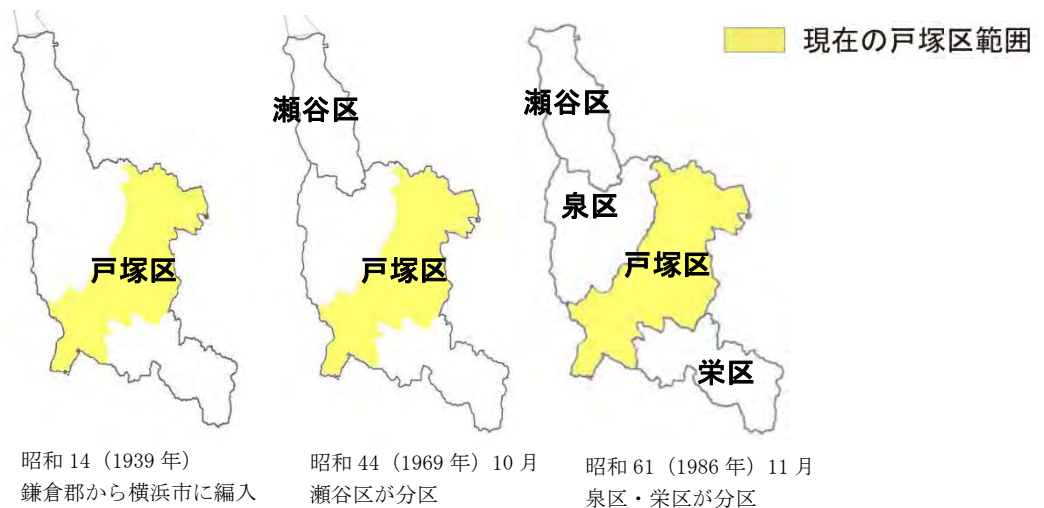 現在の戸塚区範囲
戸塚区
昭和 14（1939 年）
鎌倉郡から横浜市に編入
瀬谷区
戸塚区
昭和 44（1969 年）10 月
瀬谷区が分区
瀬谷区
泉区
戸塚区
栄区
昭和 61（1986 年）11 月
泉区・栄区が分区